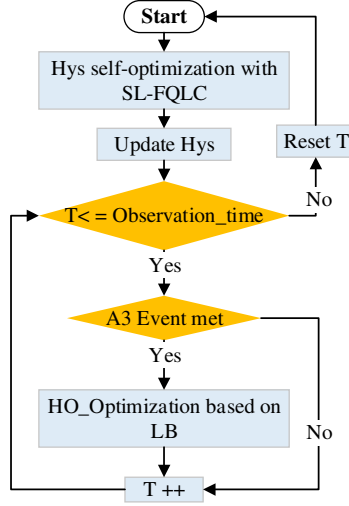 Start
Hys self-optimization with
SL-FQLC
Update Hys
Reset T
T< = Observation_time
No
Yes
A3 Event met
Yes
HO_Optimization based on
LB
No
T ++